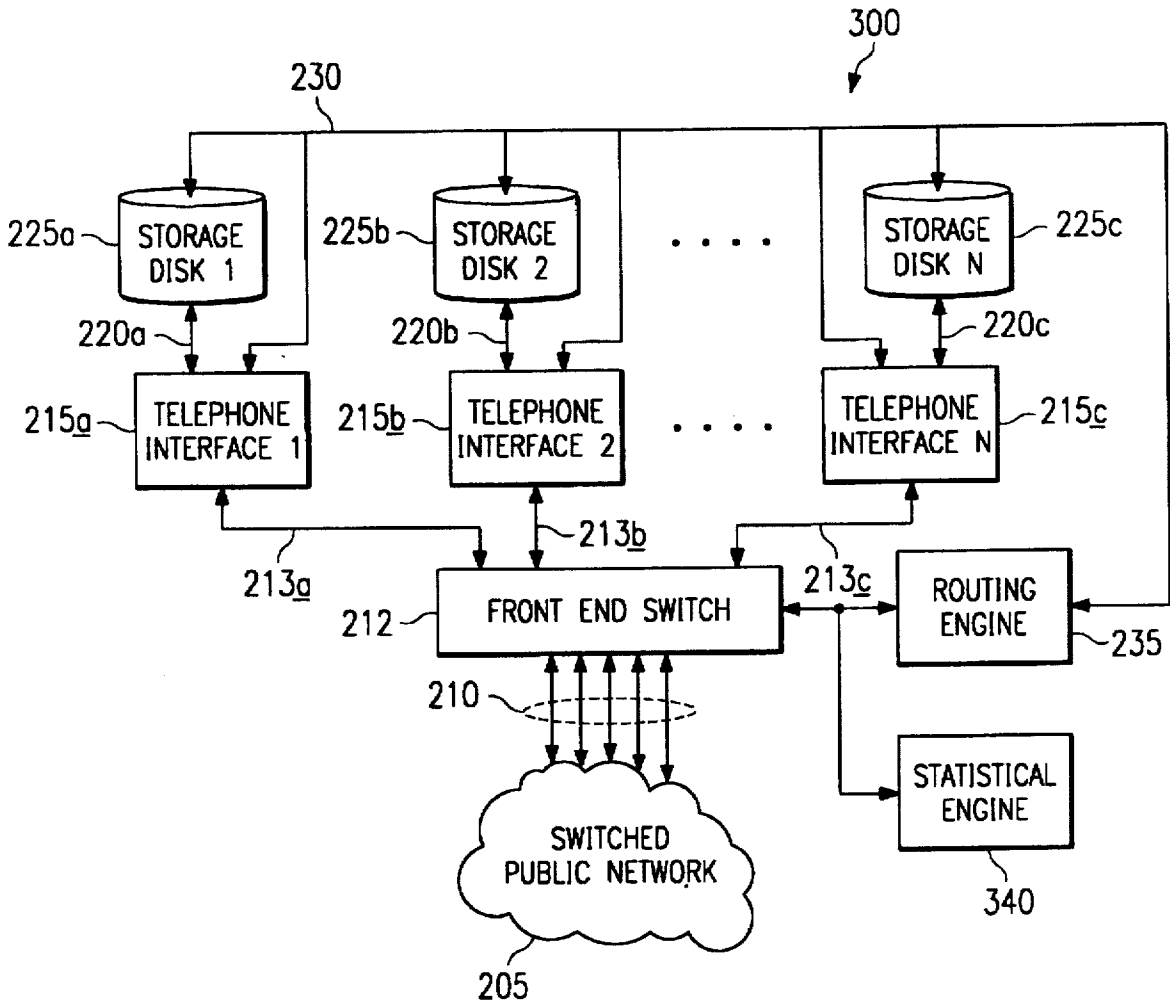 300
230
225a
STORAGE
DISK 1
225b
STORAGE
DISK 2
. . . .
STORAGE
DISK N
225c
220a
220b
220c
215a
TELEPHONE
INTERFACE 1
215b
TELEPHONE
INTERFACE 2
. . . .
TELEPHONE
INTERFACE N
215c
213a
213b
213c
212
FRONT END SWITCH
ROUTING
ENGINE
235
210
STATISTICAL
ENGINE
340
SWITCHED
PUBLIC NETWORK
205